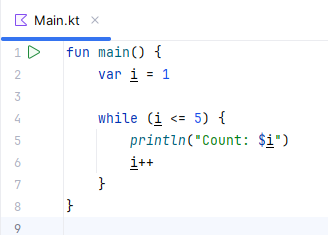 Main.kt
1 fun main() {
2     var i = 1
3
4     while (i <= 5) {
5         println("Count: $i")
6         i++
7     }
8 }
9